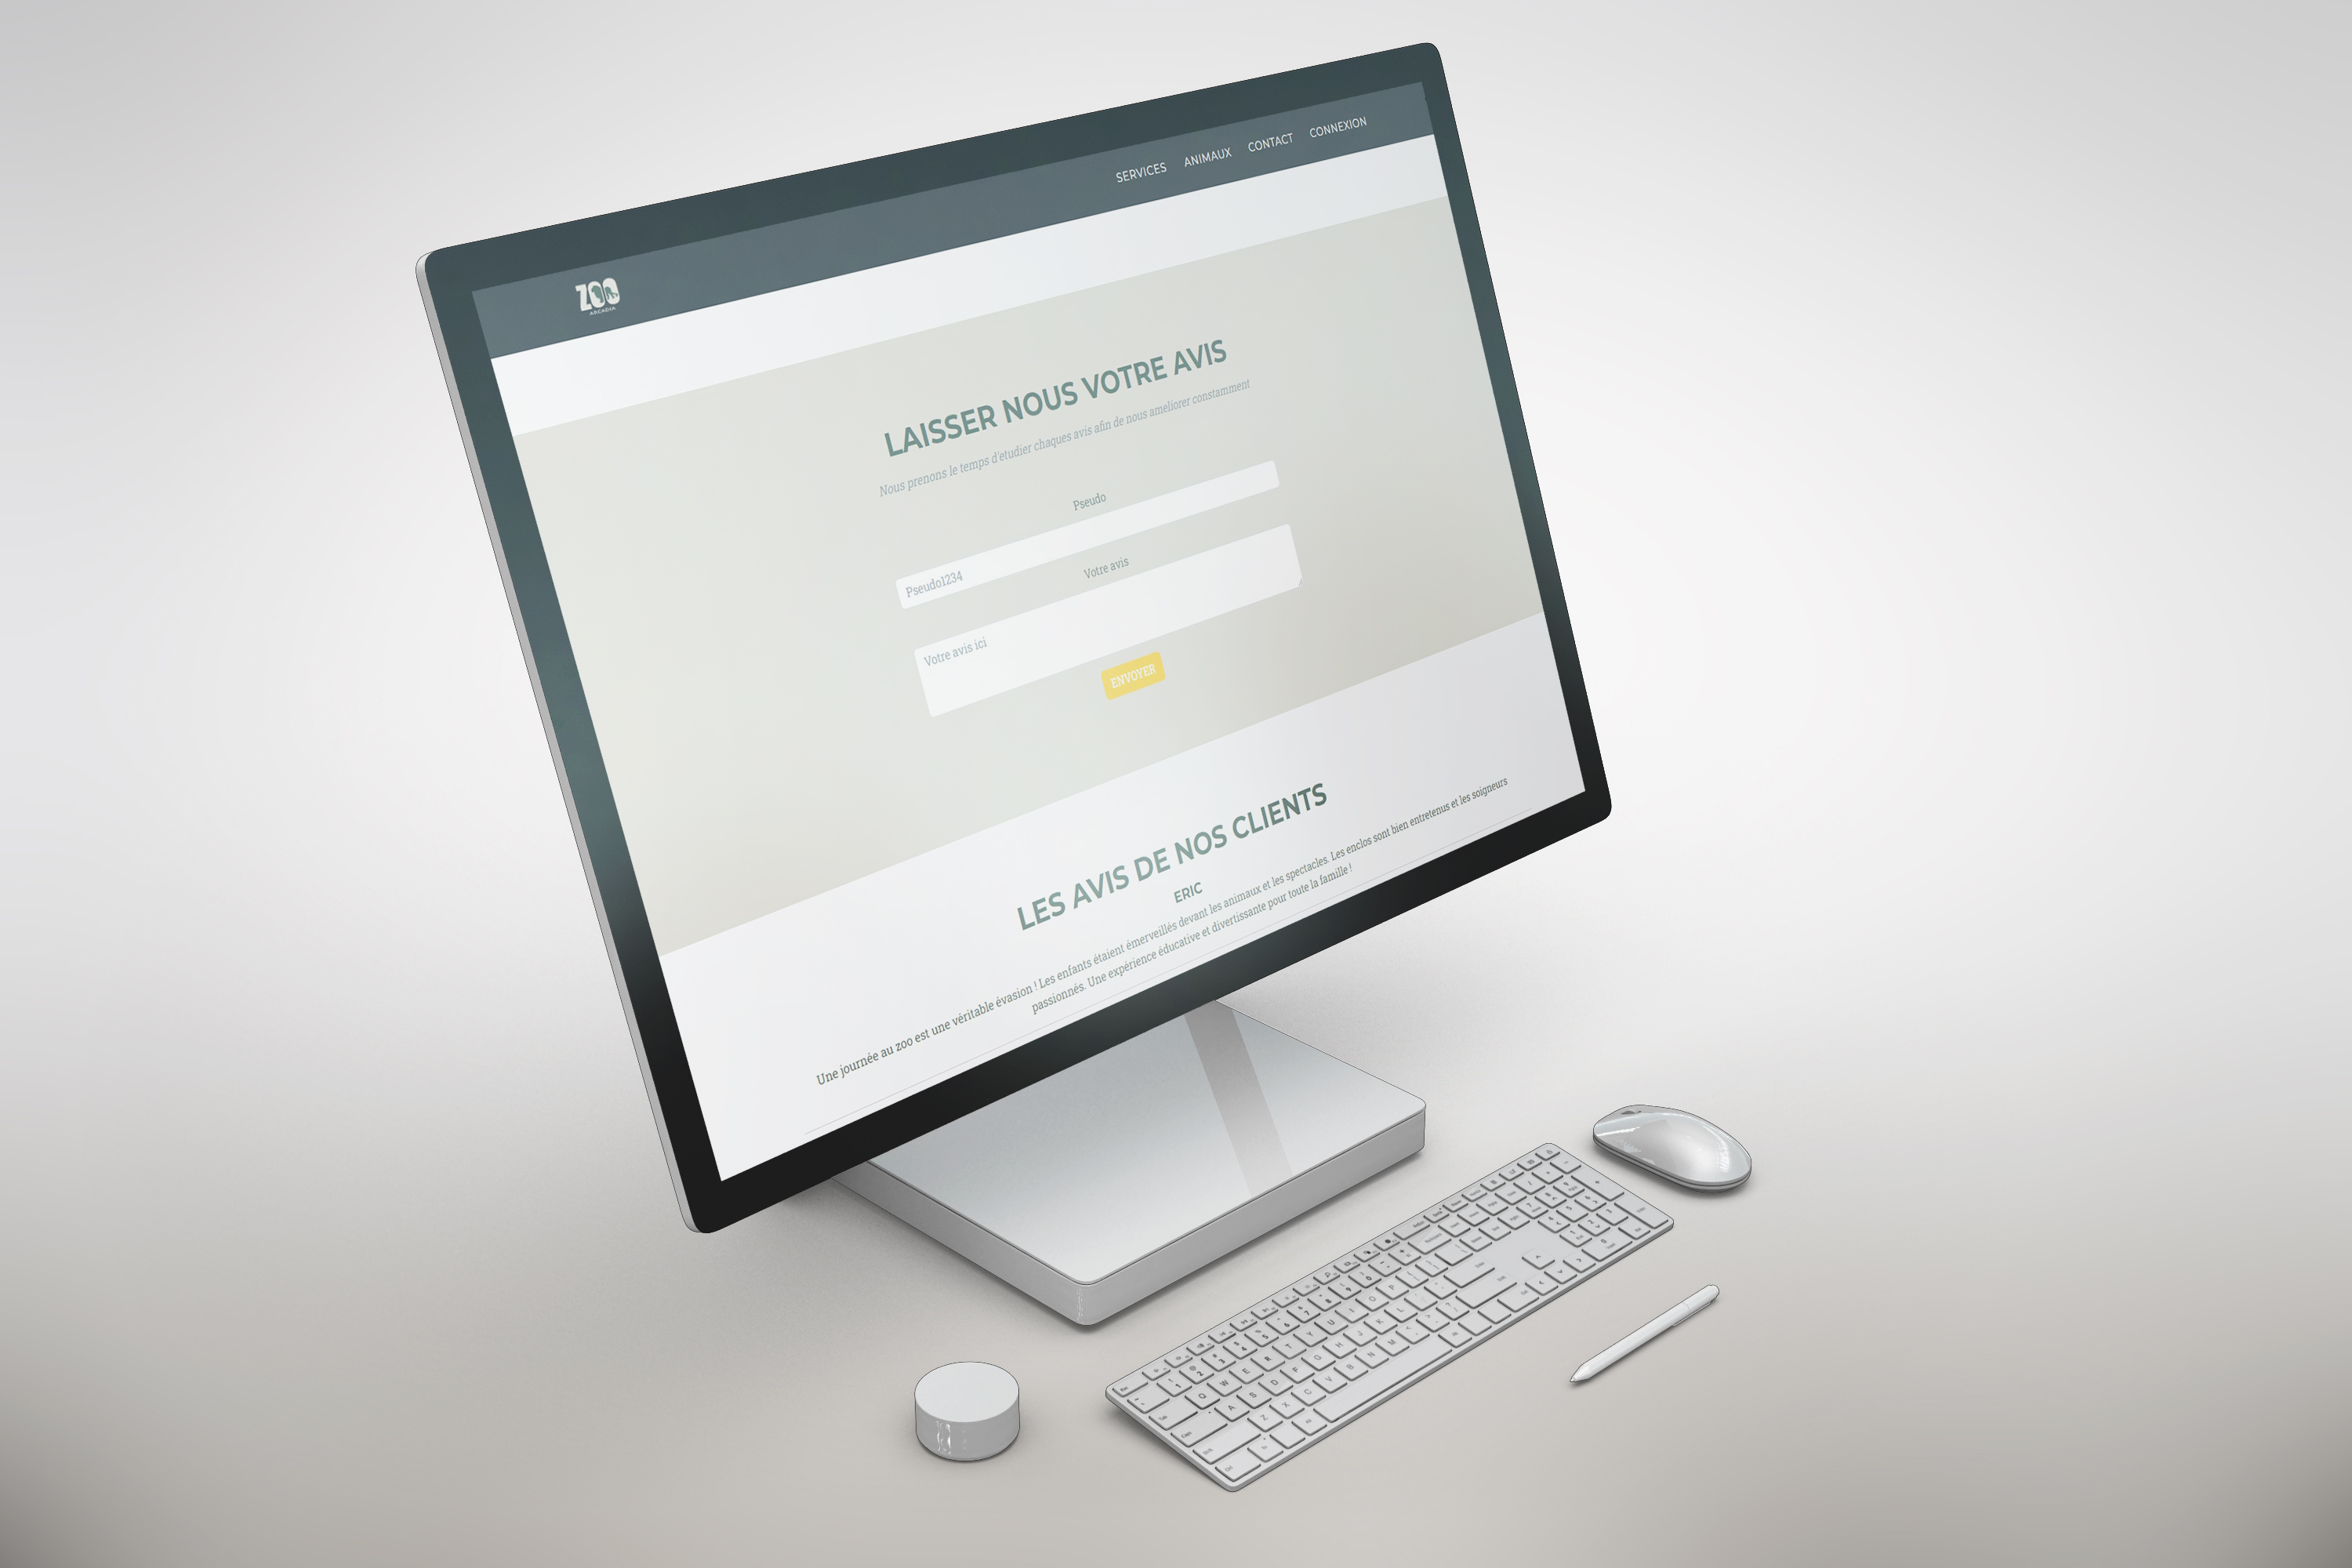 SERVICES ANIMAUX CONTACT CONNEXION
ZOO
ARCADIA
LAISSER NOUS VOTRE AVIS
Nous prenons le temps d'etudier chaques avis afin de nous ameliorer constamment
Pseudo
Pseudo1234
Votre avis
Votre avis ici
ENVOYER
LES AVIS DE NOS CLIENTS
ERIC
Une journée au zoo est une véritable évasion ! Les enfants étaient émerveillés devant les animaux et les spectacles. Les enclos sont bien entretenus et les soigneurs
passionnés. Une expérience éducative et divertissante pour toute la famille !